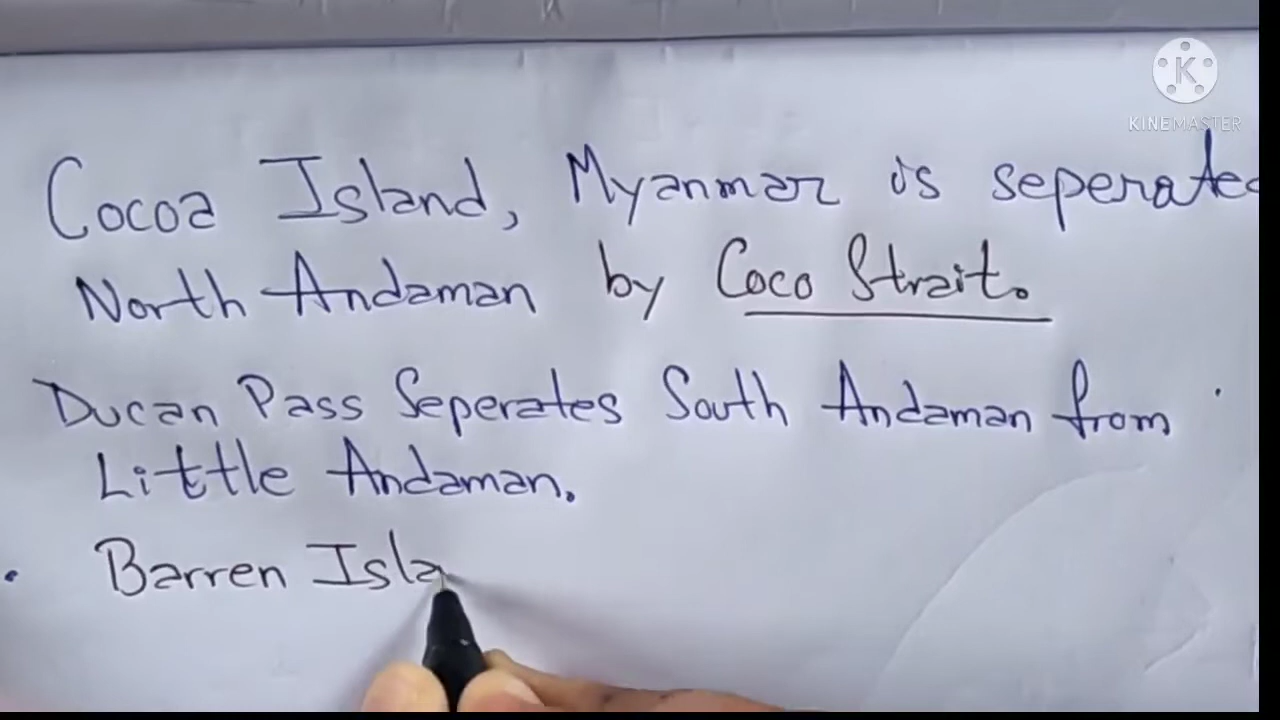 KINEMASTER
Cocoa Island, Myanmar is seperated
North Andaman by Coco Strait.
Ducan Pass Seperates South Andaman from
Little Andaman.
Barren Isla